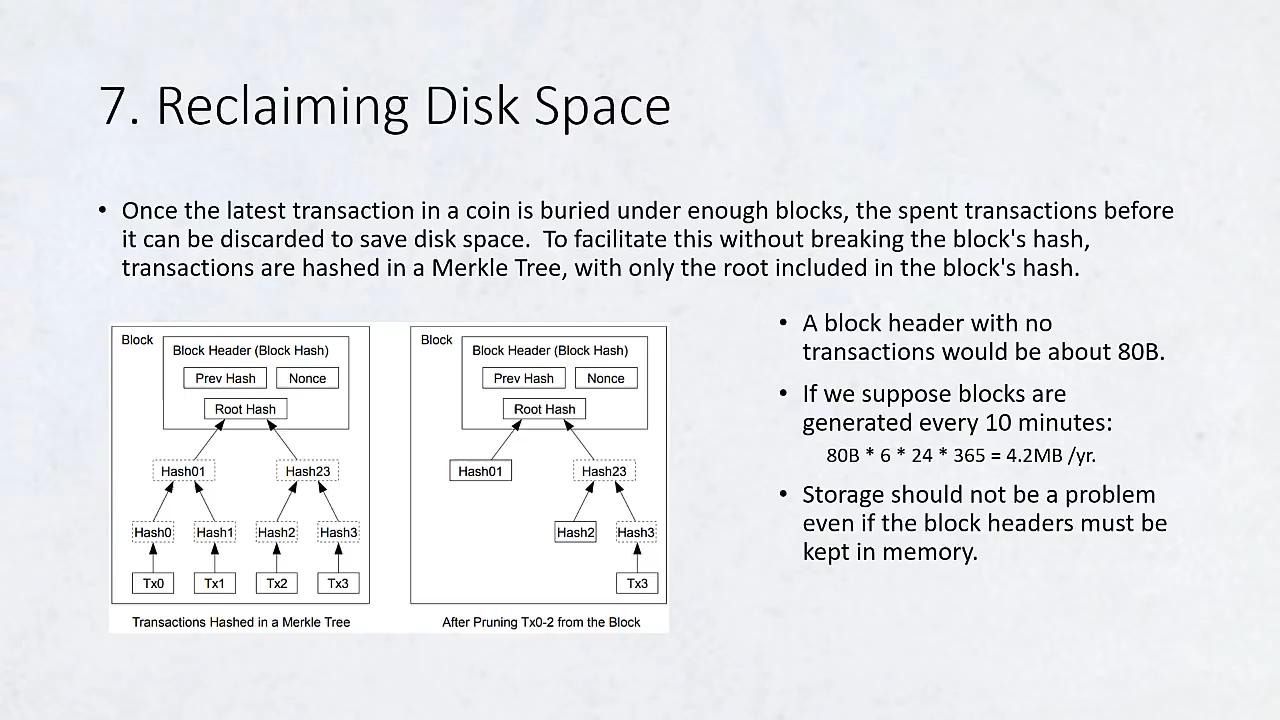 7. Reclaiming Disk Space
• Once the latest transaction in a coin is buried under enough blocks, the spent transactions before
it can be discarded to save disk space.  To facilitate this without breaking the block's hash,
transactions are hashed in a Merkle Tree, with only the root included in the block's hash.
Block
Block Header (Block Hash)
Prev Hash
Nonce
Root Hash
Hash01
Hash23
Hash0
Hash1
Hash2
Hash3
Tx0
Tx1
Tx2
Tx3
Transactions Hashed in a Merkle Tree
Block
Block Header (Block Hash)
Prev Hash
Nonce
Root Hash
Hash01
Hash23
Hash2
Hash3
Tx3
After Pruning Tx0-2 from the Block
• A block header with no
transactions would be about 80B.
• If we suppose blocks are
generated every 10 minutes:
80B * 6 * 24 * 365 = 4.2MB /yr.
• Storage should not be a problem
even if the block headers must be
kept in memory.